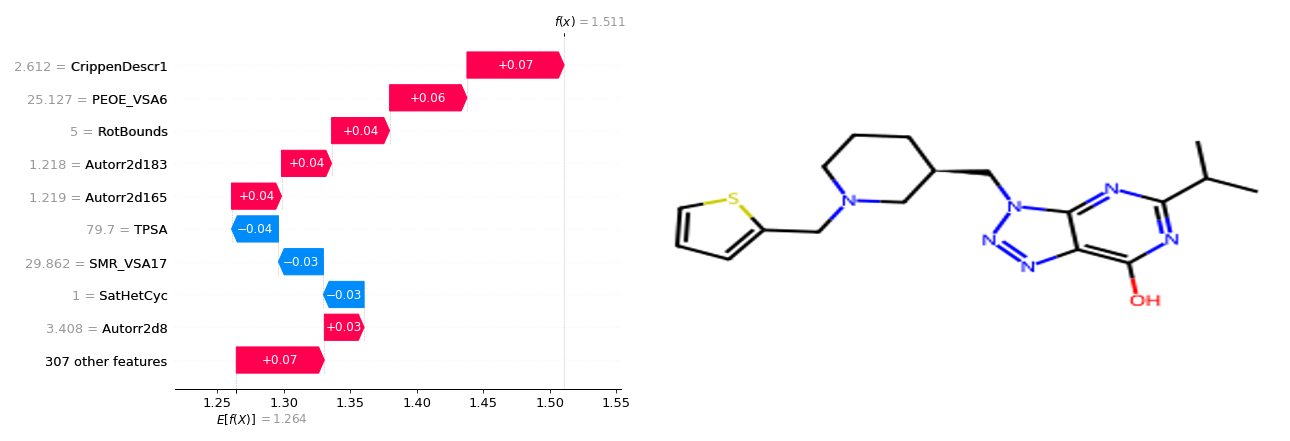 f(x) = 1.511
2.612 = CrippenDescr1
+0.07
25.127 = PEOE_VSA6
+0.06
5 = RotBounds
+0.04
1.218 = Autorr2d183
+0.04
1.219 = Autorr2d165
+0.04
79.7 = TPSA
−0.04
29.862 = SMR_VSA17
−0.03
1 = SatHetCyc
−0.03
3.408 = Autorr2d8
+0.03
307 other features
+0.07
1.25 1.30 1.35 1.40 1.45 1.50 1.55
E[f(X)] = 1.264
S
N
N
N
N
N
N
OH